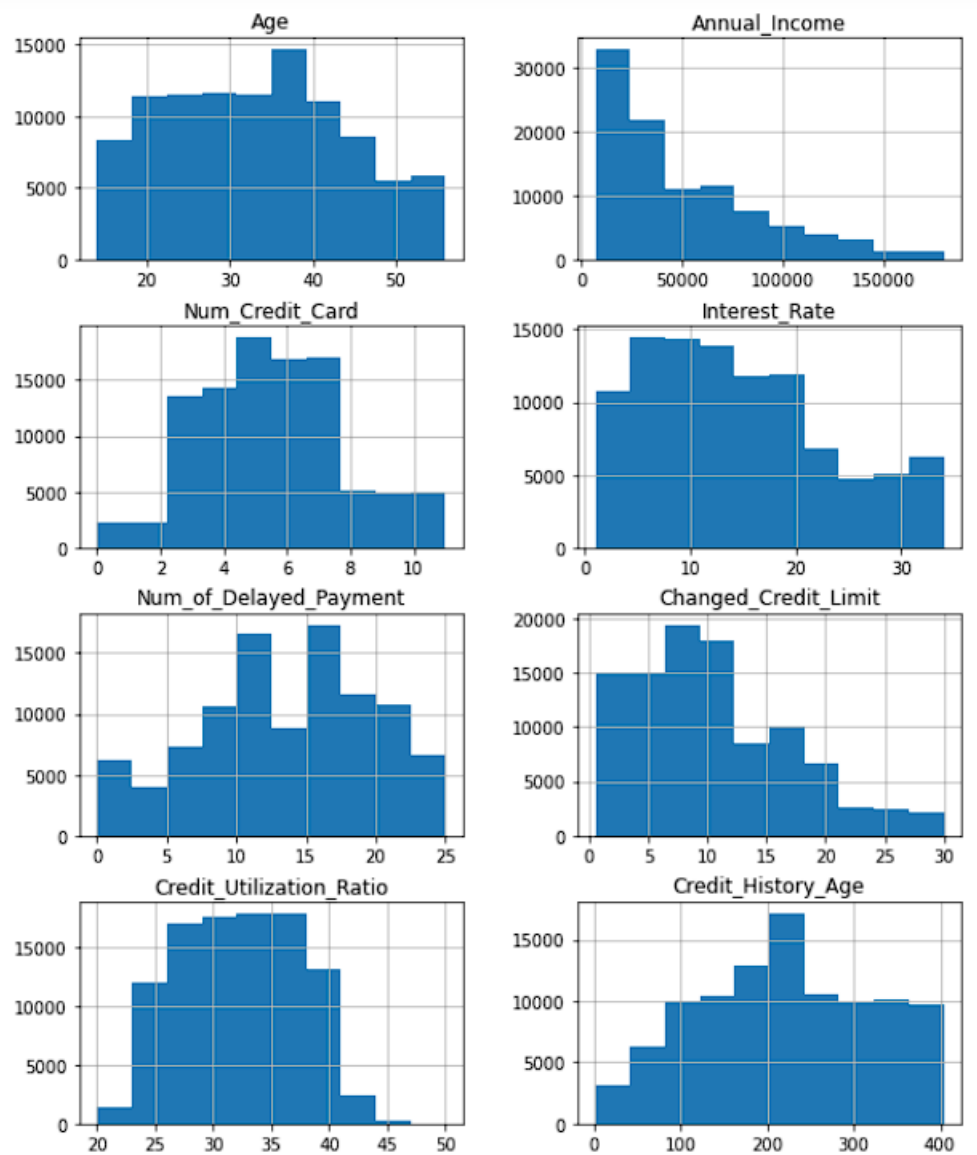 Age
15000
10000
5000
0
20 30 40 50
Annual_Income
30000
20000
10000
0
0 50000 100000 150000
Num_Credit_Card
15000
10000
5000
0
0 2 4 6 8 10
Interest_Rate
15000
10000
5000
0
10 20 30
Num_of_Delayed_Payment
15000
10000
5000
0
0 5 10 15 20 25
Changed_Credit_Limit
20000
15000
10000
5000
0
0 5 10 15 20 25 30
Credit_Utilization_Ratio
15000
10000
5000
0
20 25 30 35 40 45 50
Credit_History_Age
15000
10000
5000
0
0 100 200 300 400